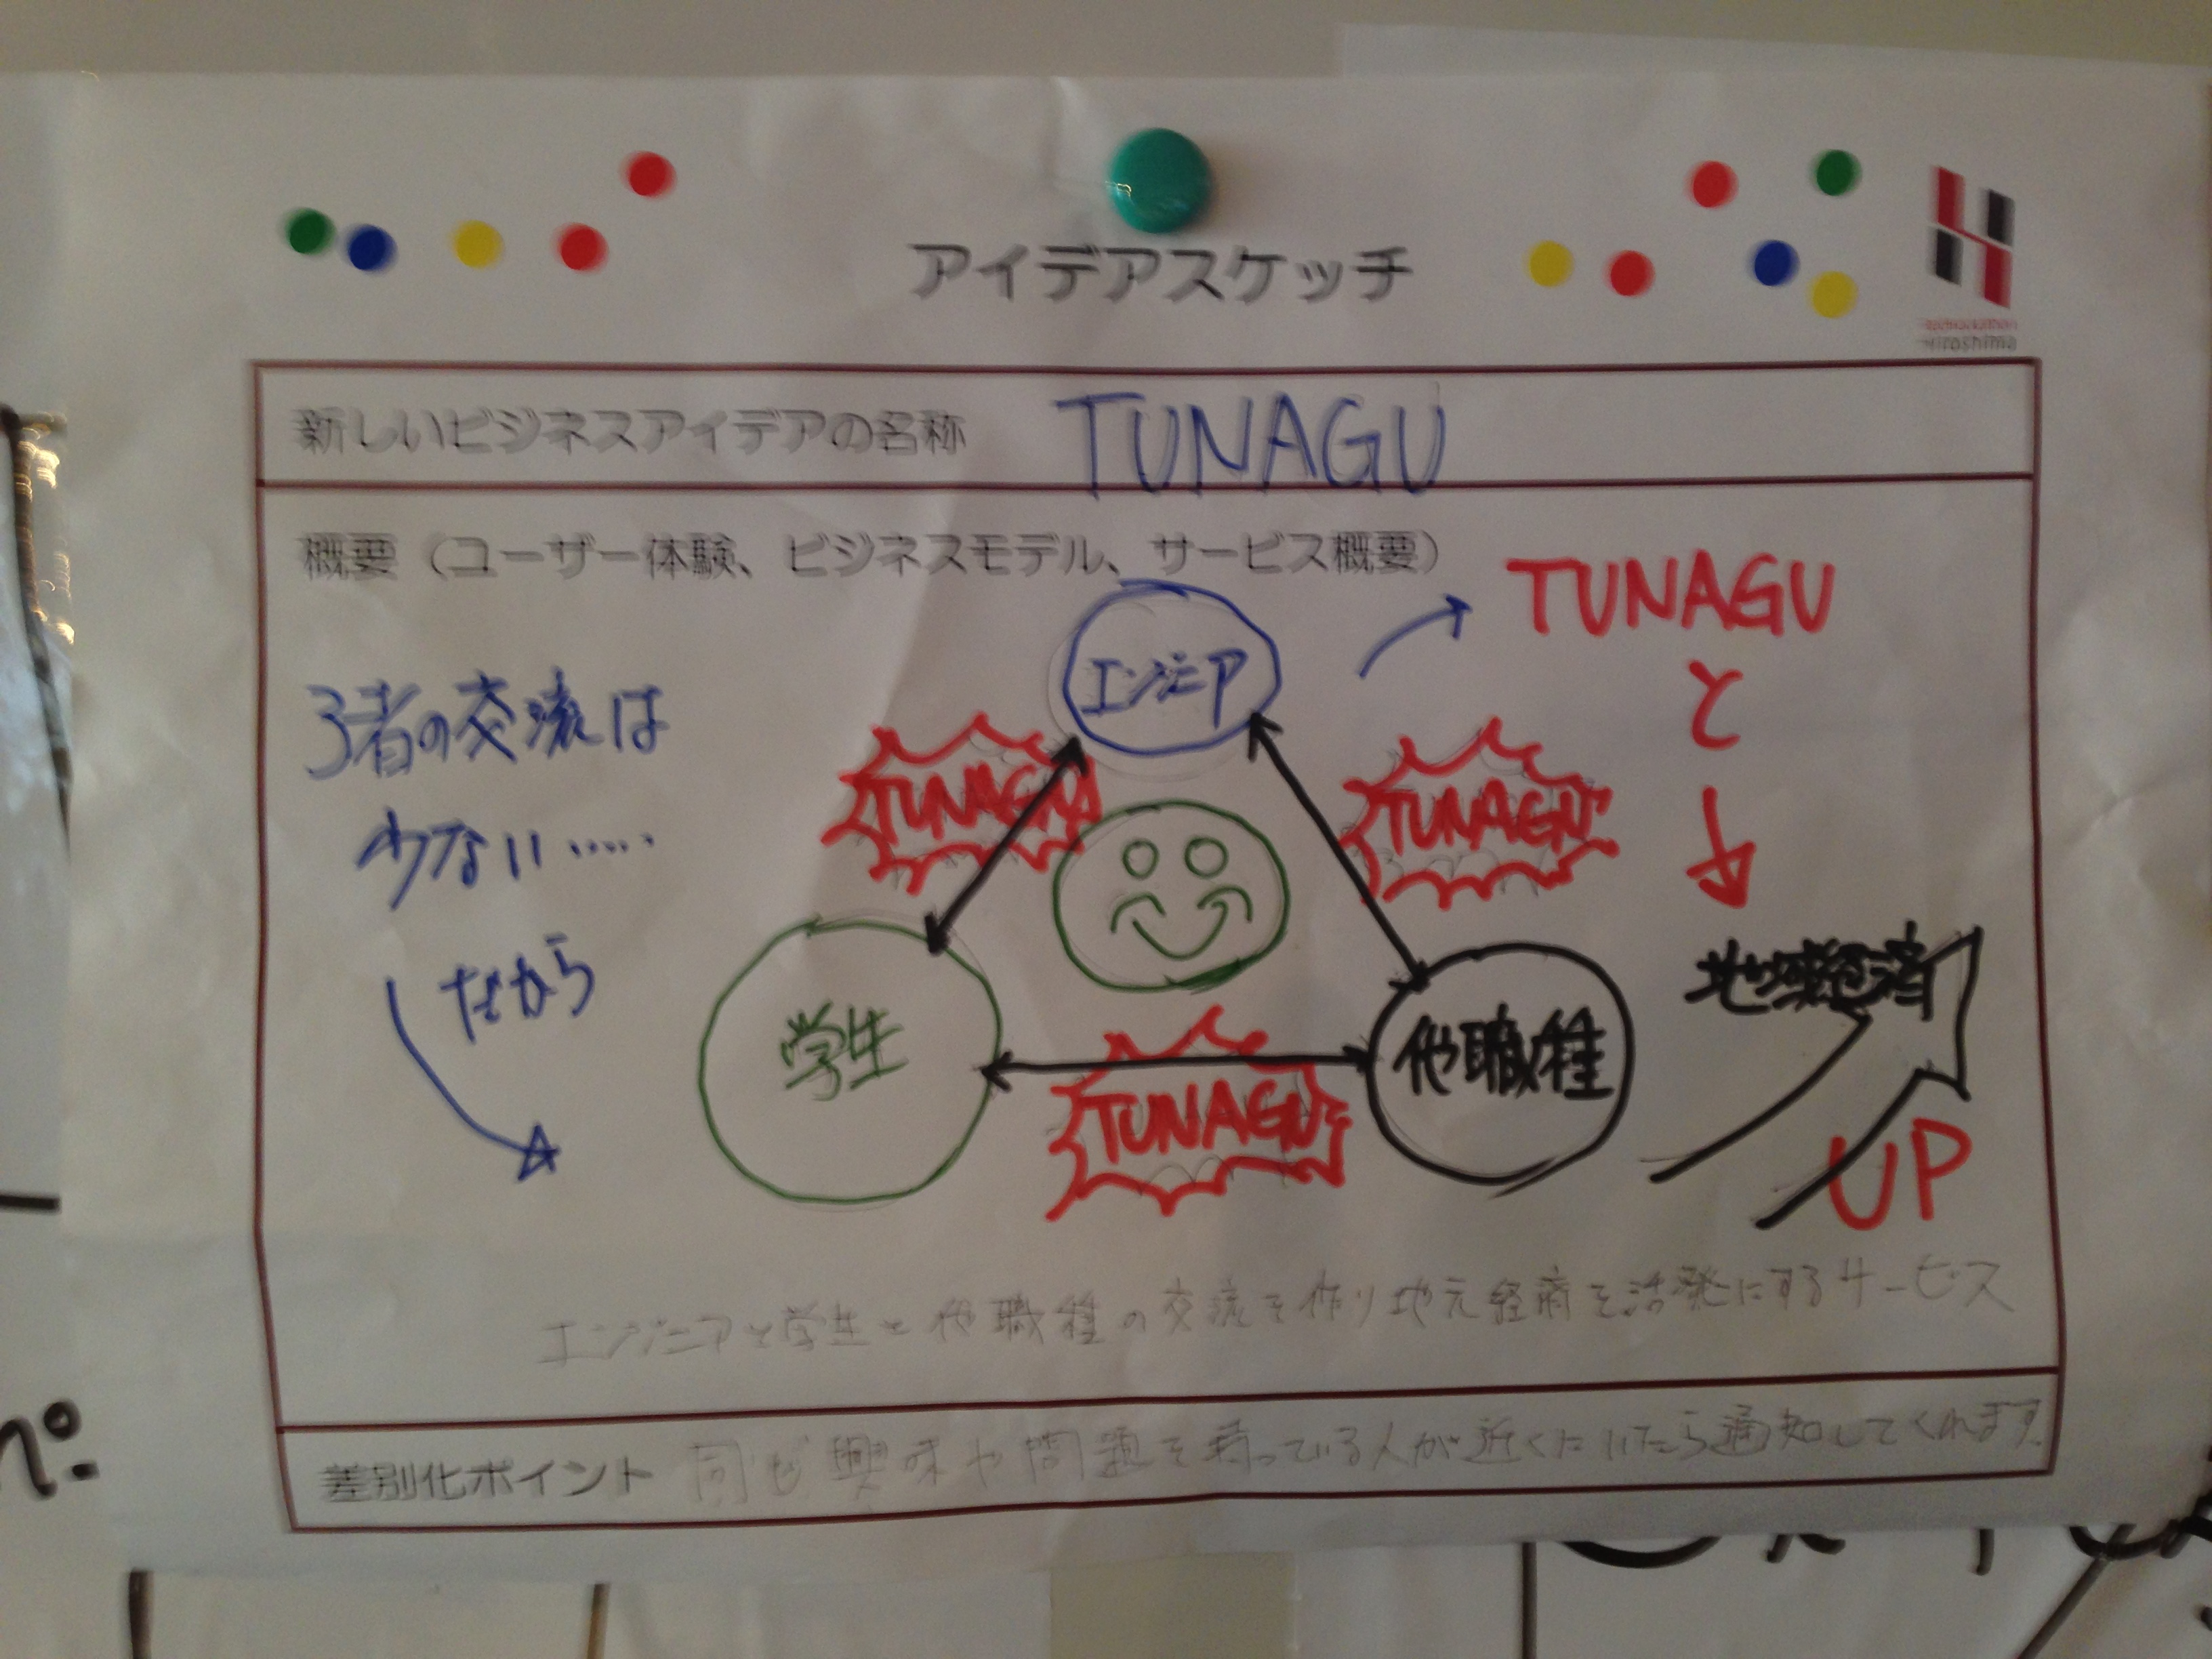 アイデアスケッチ
Hiroshima
新しいビジネスアイデアの名称 TUNAGU
概要（ユーザー体験、ビジネスモデル、サービス概要）
3者の交流は
少ない……
だから
エンジニア
TUNAGU
TUNAGU
学生
TUNAGU
他職種
TUNAGU
と
地域経済
UP
エンジニアと学生と他職種の交流を作り地元経済を活発にするサービス
差別化ポイント 同じ興味や問題を持っている人が近くにいたら通知してくれます。
ペ